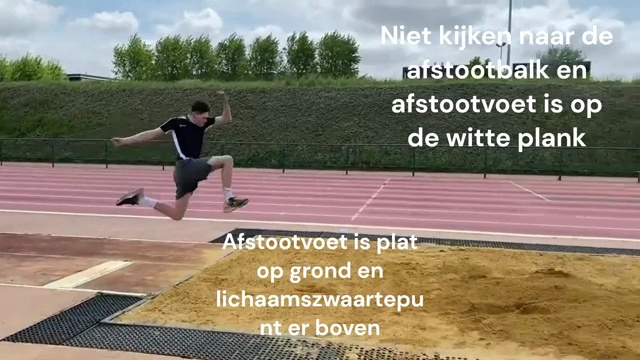 Niet kijken naar de
afstootbalk en
afstootvoet is op
de witte plank
Afstootvoet is plat
op grond en
lichaamszwaartepu
nt er boven